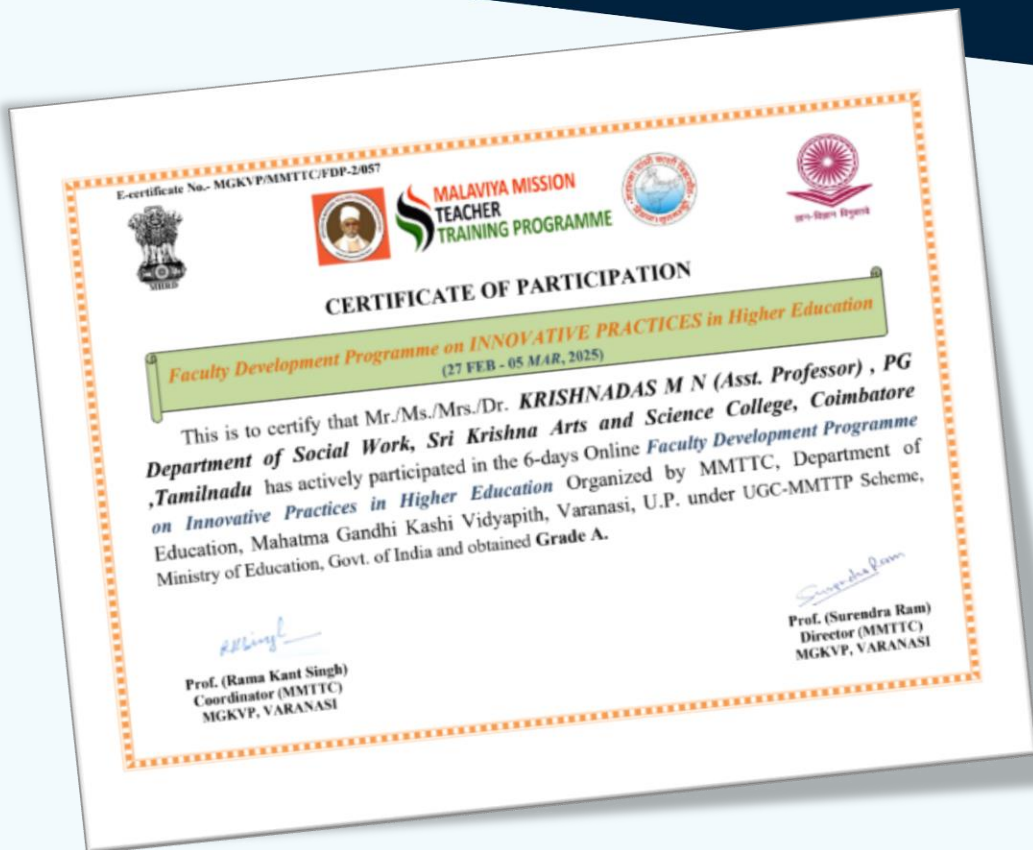 E-certificate No.- MGKVP/MMTTC/FDP-2/057
MHRD
MALAVIYA MISSION
TEACHER
TRAINING PROGRAMME
ज्ञान-विज्ञान विमुक्तये
CERTIFICATE OF PARTICIPATION
Faculty Development Programme on INNOVATIVE PRACTICES in Higher Education
(27 FEB - 05 MAR, 2025)
This is to certify that Mr./Ms./Mrs./Dr. KRISHNADAS M N (Asst. Professor) , PG
Department of Social Work, Sri Krishna Arts and Science College, Coimbatore
,Tamilnadu has actively participated in the 6-days Online Faculty Development Programme
on Innovative Practices in Higher Education Organized by MMTTC, Department of
Education, Mahatma Gandhi Kashi Vidyapith, Varanasi, U.P. under UGC-MMTTP Scheme,
Ministry of Education, Govt. of India and obtained Grade A.
Prof. (Rama Kant Singh)
Coordinator (MMTTC)
MGKVP, VARANASI
Surendra Ram
Prof. (Surendra Ram)
Director (MMTTC)
MGKVP, VARANASI